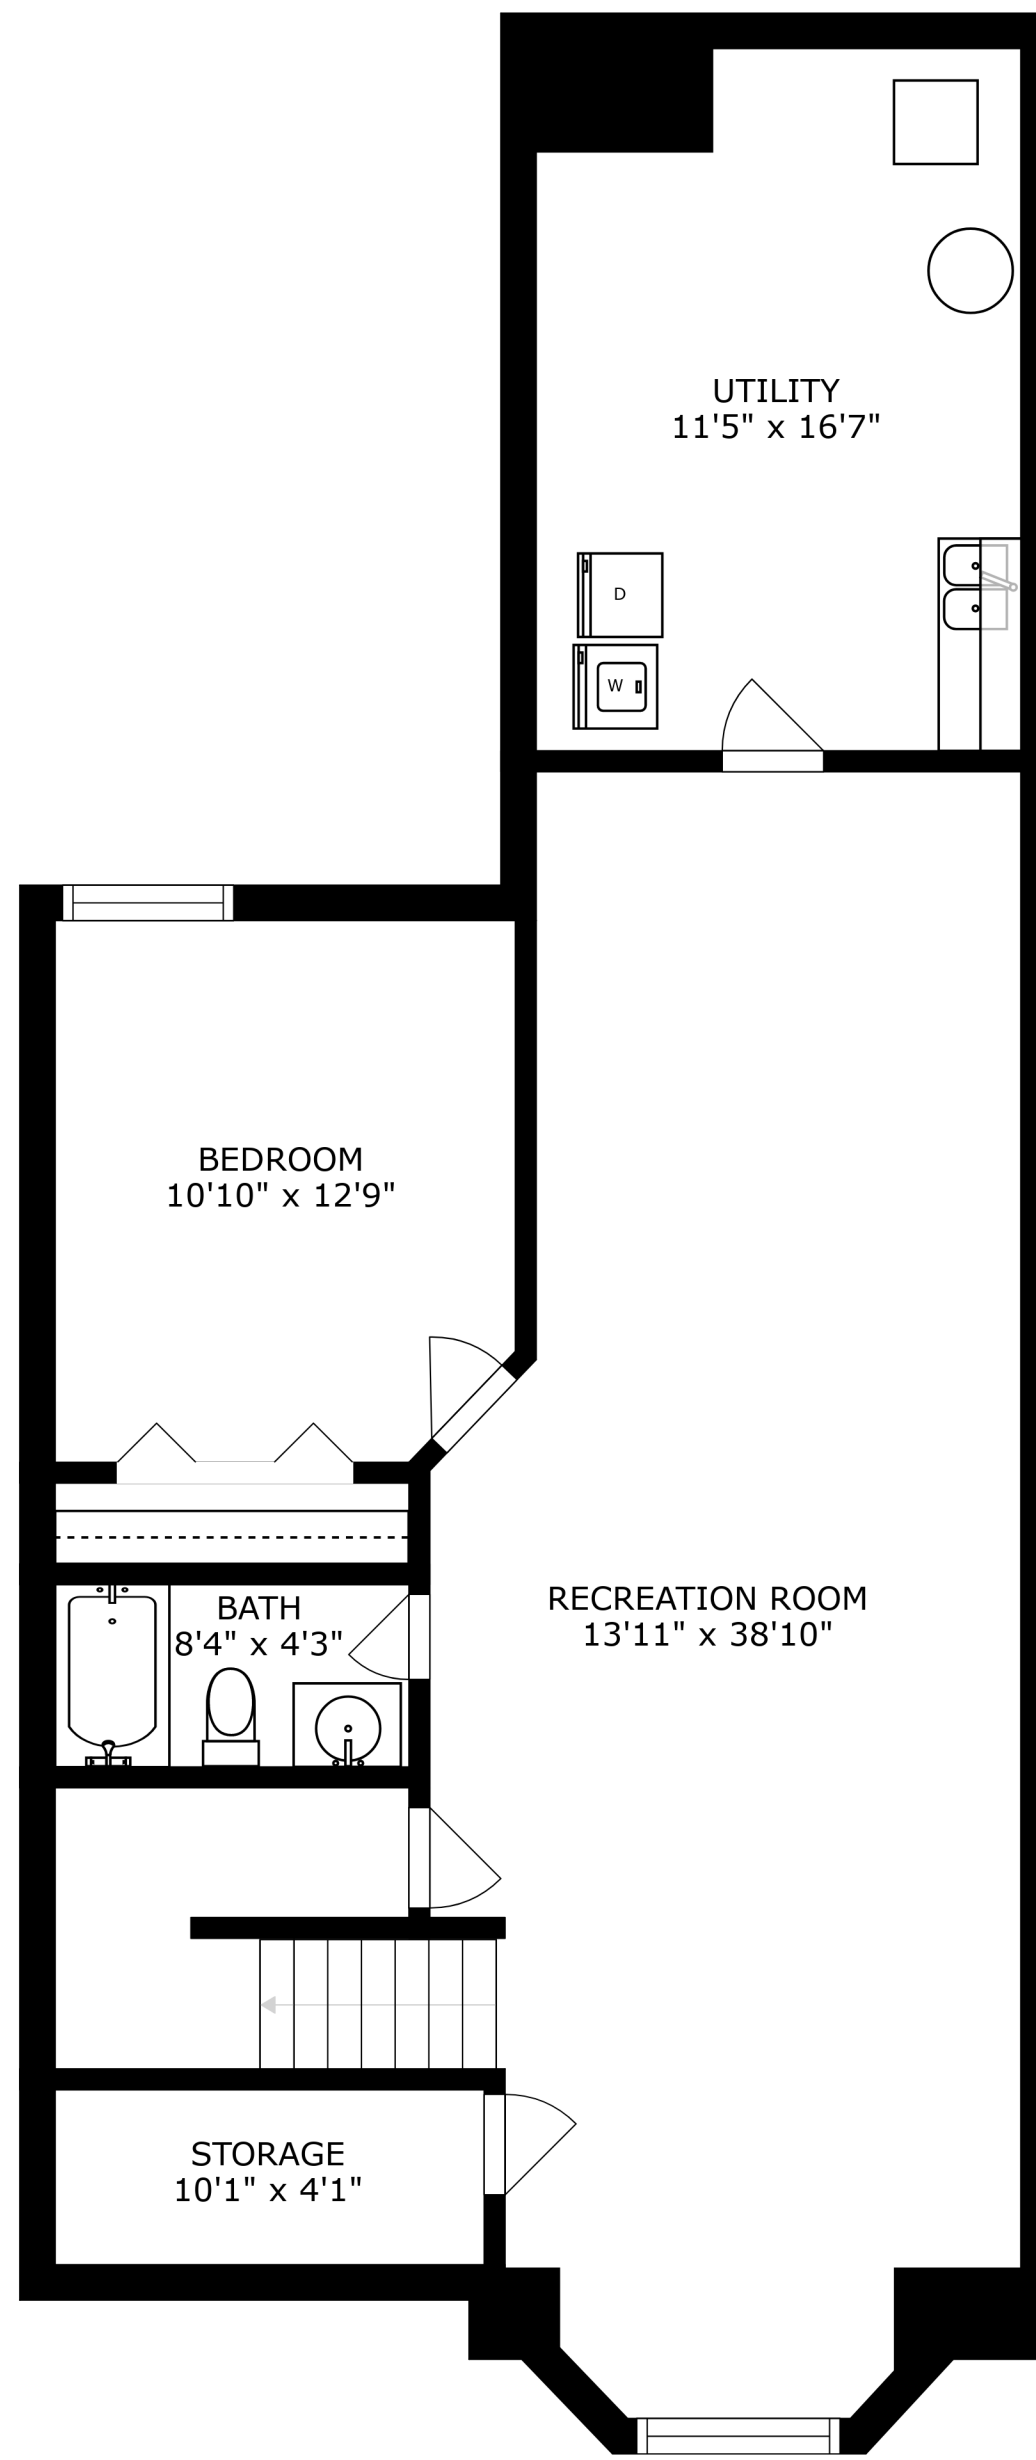 UTILITY
11'5" x 16'7"
D
W
BEDROOM
10'10" x 12'9"
RECREATION ROOM
13'11" x 38'10"
BATH
8'4" x 4'3"
STORAGE
10'1" x 4'1"